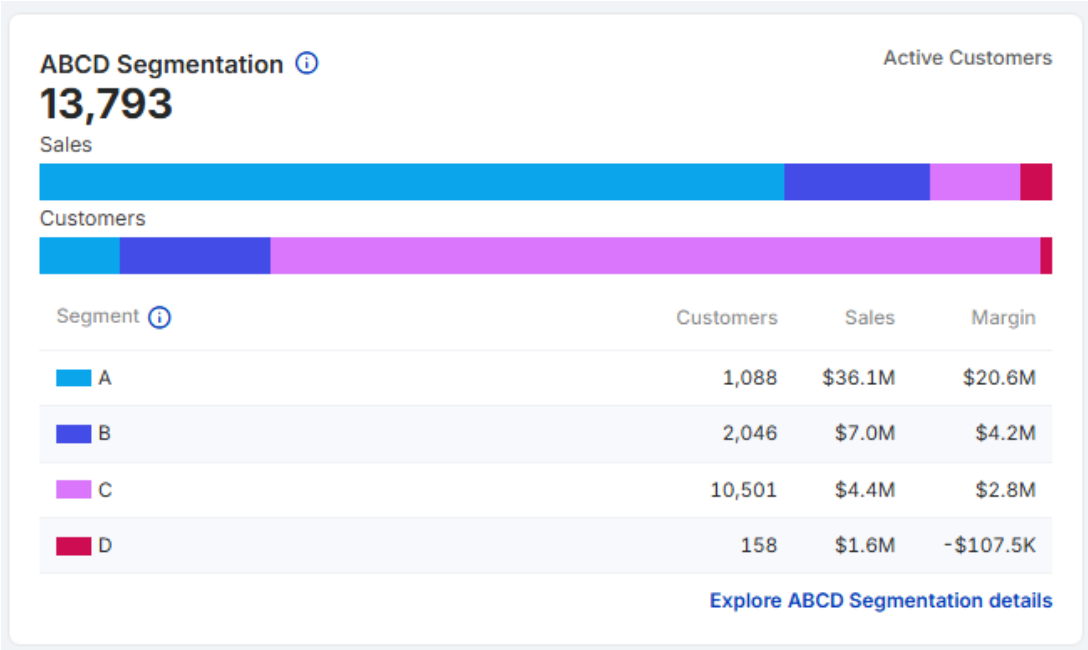 ABCD Segmentation
Active Customers
13,793
Sales
Customers
Segment Customers Sales Margin
A 1,088 $36.1M $20.6M
B 2,046 $7.0M $4.2M
C 10,501 $4.4M $2.8M
D 158 $1.6M -$107.5K
Explore ABCD Segmentation details